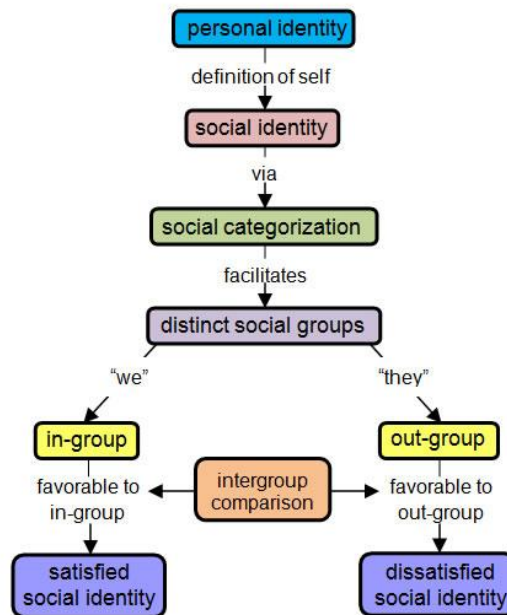 personal identity
definition of self
social identity
via
social categorization
facilitates
distinct social groups
“we”
“they”
in-group
out-group
favorable to
in-group
intergroup
comparison
favorable to
out-group
satisfied
social identity
dissatisfied
social identity